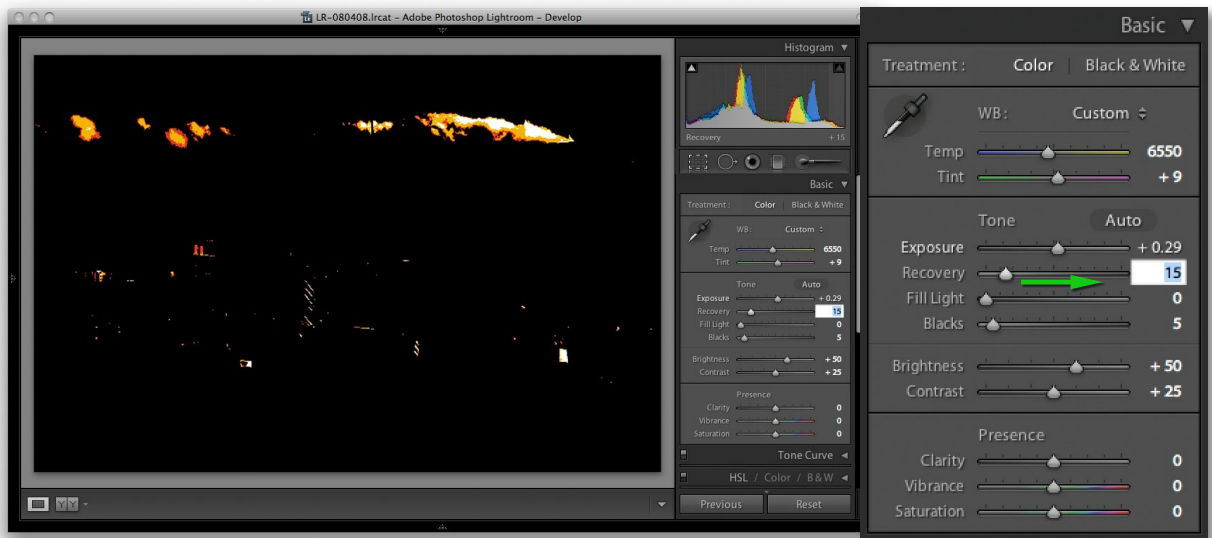 LR-080408.lrcat - Adobe Photoshop Lightroom - Develop
Histogram
Recovery + 15
Basic
Treatment : Color Black & White
WB: Custom
Temp 6550
Tint + 9
Tone Auto
Exposure + 0.29
Recovery 15
Fill Light 0
Blacks 5
Brightness + 50
Contrast + 25
Presence
Clarity 0
Vibrance 0
Saturation 0
Tone Curve
HSL / Color / B & W
Previous Reset
YY
Basic
Treatment : Color Black & White
WB: Custom
Temp 6550
Tint + 9
Tone Auto
Exposure + 0.29
Recovery 15
Fill Light 0
Blacks 5
Brightness + 50
Contrast + 25
Presence
Clarity 0
Vibrance 0
Saturation 0